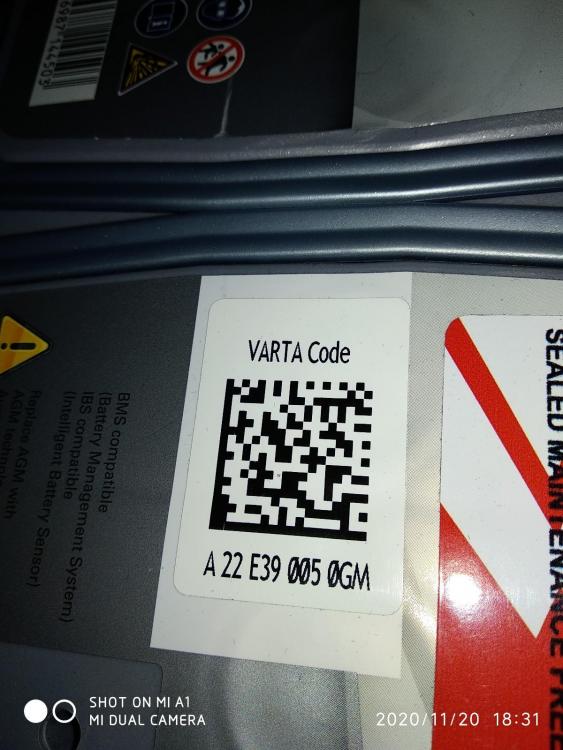 VARTA Code
A 22 E39 005 0GM
BMS compatible
(Battery Management System)
IBS compatible
(Intelligent Battery Sensor)
Replace AGM with
SEALED MAINTENANCE FREE
SHOT ON MI A1
MI DUAL CAMERA
2020/11/20 18:31